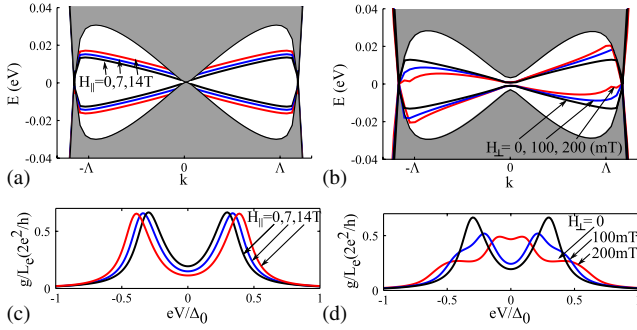 0.04
0.02
0
-0.02
-0.04
E (eV)
H∥=0,7,14T
-Λ
0
Λ
k
(a)
0.04
0.02
0
-0.02
-0.04
E (eV)
H⊥= 0, 100, 200 (mT)
-Λ
0
Λ
k
(b)
g/Le(2e²/h)
0.6
0
H∥=0,7,14T
-1
-0.5
0
0.5
1
eV/Δ0
(c)
g/Le(2e²/h)
0.6
0
H⊥=0
100mT
200mT
-1
-0.5
0
0.5
1
eV/Δ0
(d)